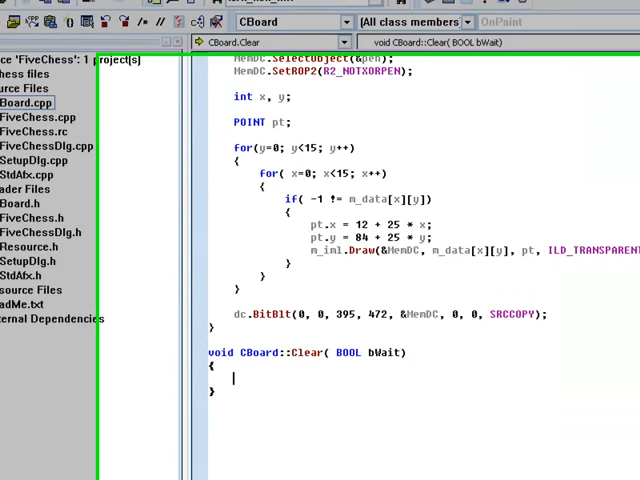 CBoard
(All class members)
OnPaint
CBoard.Clear
void CBoard::Clear( BOOL bWait)
ce 'FiveChess': 1 project[s]
hess files
urce Files
Board.cpp
FiveChess.cpp
FiveChess.rc
FiveChessDlg.cpp
SetupDlg.cpp
StdAfx.cpp
ader Files
Board.h
FiveChess.h
FiveChessDlg.h
Resource.h
SetupDlg.h
StdAfx.h
source Files
adMe.txt
ternal Dependencies
MemDC.SelectObject(&pen);
MemDC.SetROP2(R2_NOTXORPEN);
int x, y;
POINT pt;
for(y=0; y<15; y++)
{
for( x=0; x<15; x++)
{
if( -1 != m_data[x][y])
{
pt.x = 12 + 25 * x;
pt.y = 84 + 25 * y;
m_iml.Draw(&MemDC, m_data[x][y], pt, ILD_TRANSPARENT
}
}
}
dc.BitBlt(0, 0, 395, 472, &MemDC, 0, 0, SRCCOPY);
}
void CBoard::Clear( BOOL bWait)
{
}